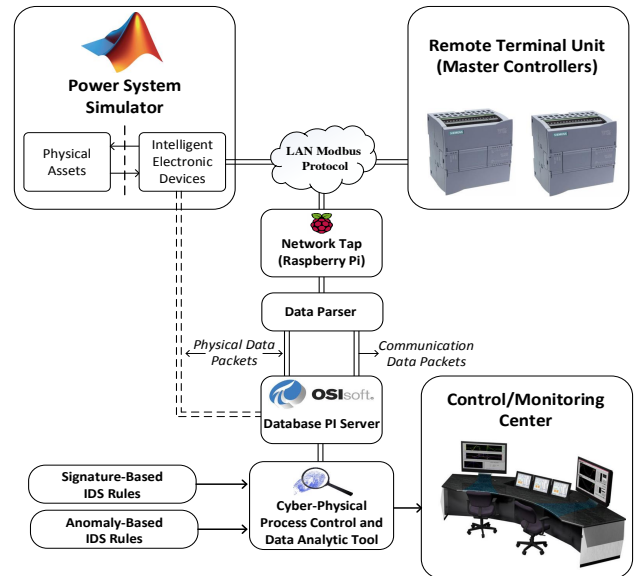 Power System
Simulator
Physical
Assets
Intelligent
Electronic
Devices
LAN Modbus
Protocol
Remote Terminal Unit
(Master Controllers)
Network Tap
(Raspberry Pi)
Data Parser
Physical Data
Packets
Communication
Data Packets
OSIsoft.
Database PI Server
Signature-Based
IDS Rules
Anomaly-Based
IDS Rules
Cyber-Physical
Process Control and
Data Analytic Tool
Control/Monitoring
Center